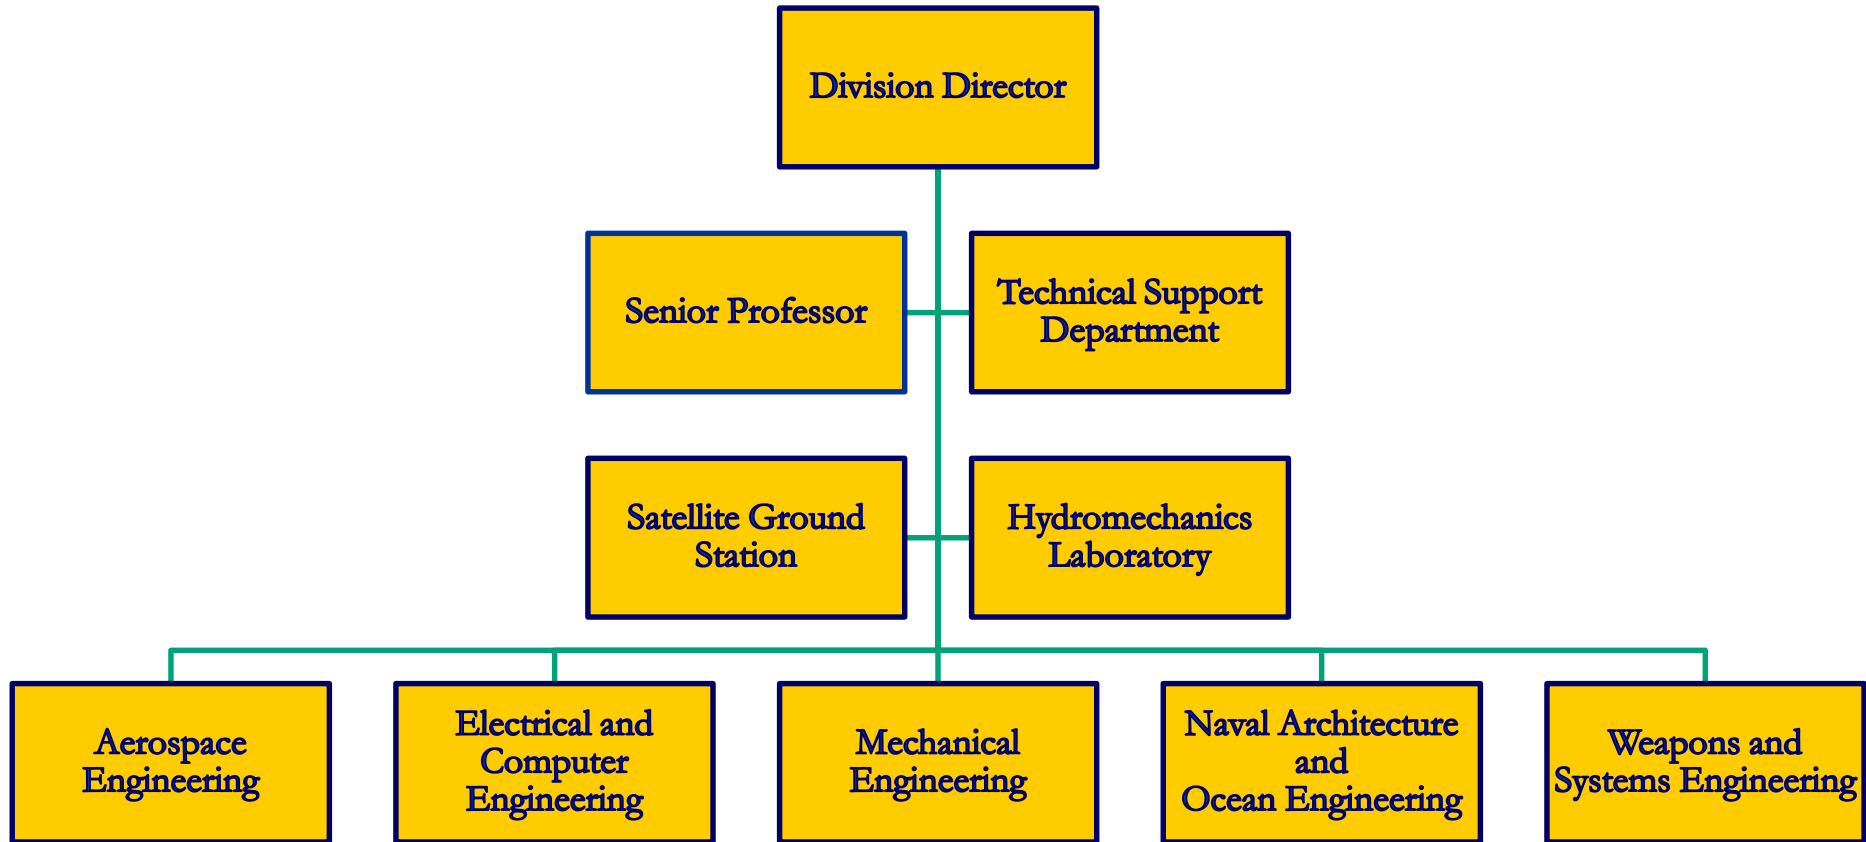 Division Director
Senior Professor
Technical Support
Department
Satellite Ground
Station
Hydromechanics
Laboratory
Aerospace
Engineering
Electrical and
Computer
Engineering
Mechanical
Engineering
Naval Architecture
and
Ocean Engineering
Weapons and
Systems Engineering